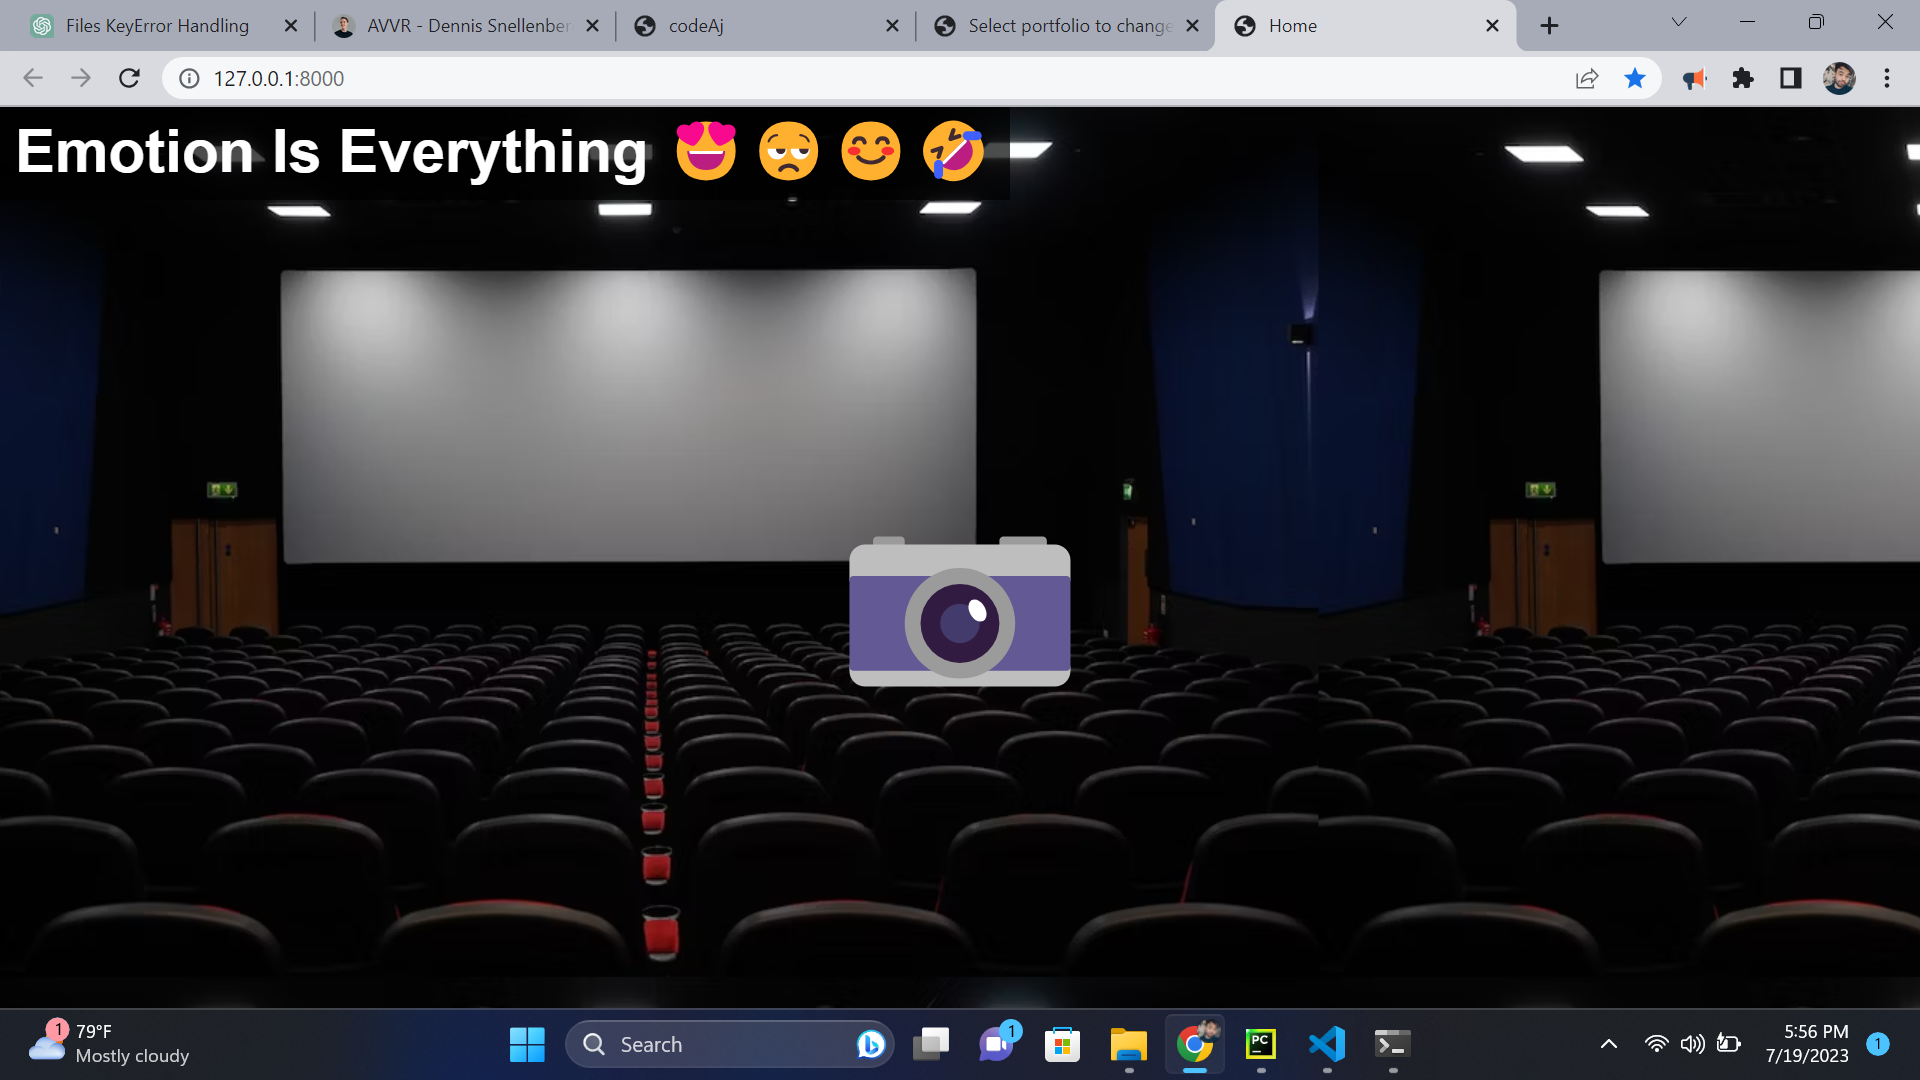 Files KeyError Handling
AVVR - Dennis Snellenber
codeAj
Select portfolio to change
Home
127.0.0.1:8000
Emotion Is Everything 😍 😞 😊 🤣
1
79°F
Mostly cloudy
Search
1
PC
5:56 PM
7/19/2023
1